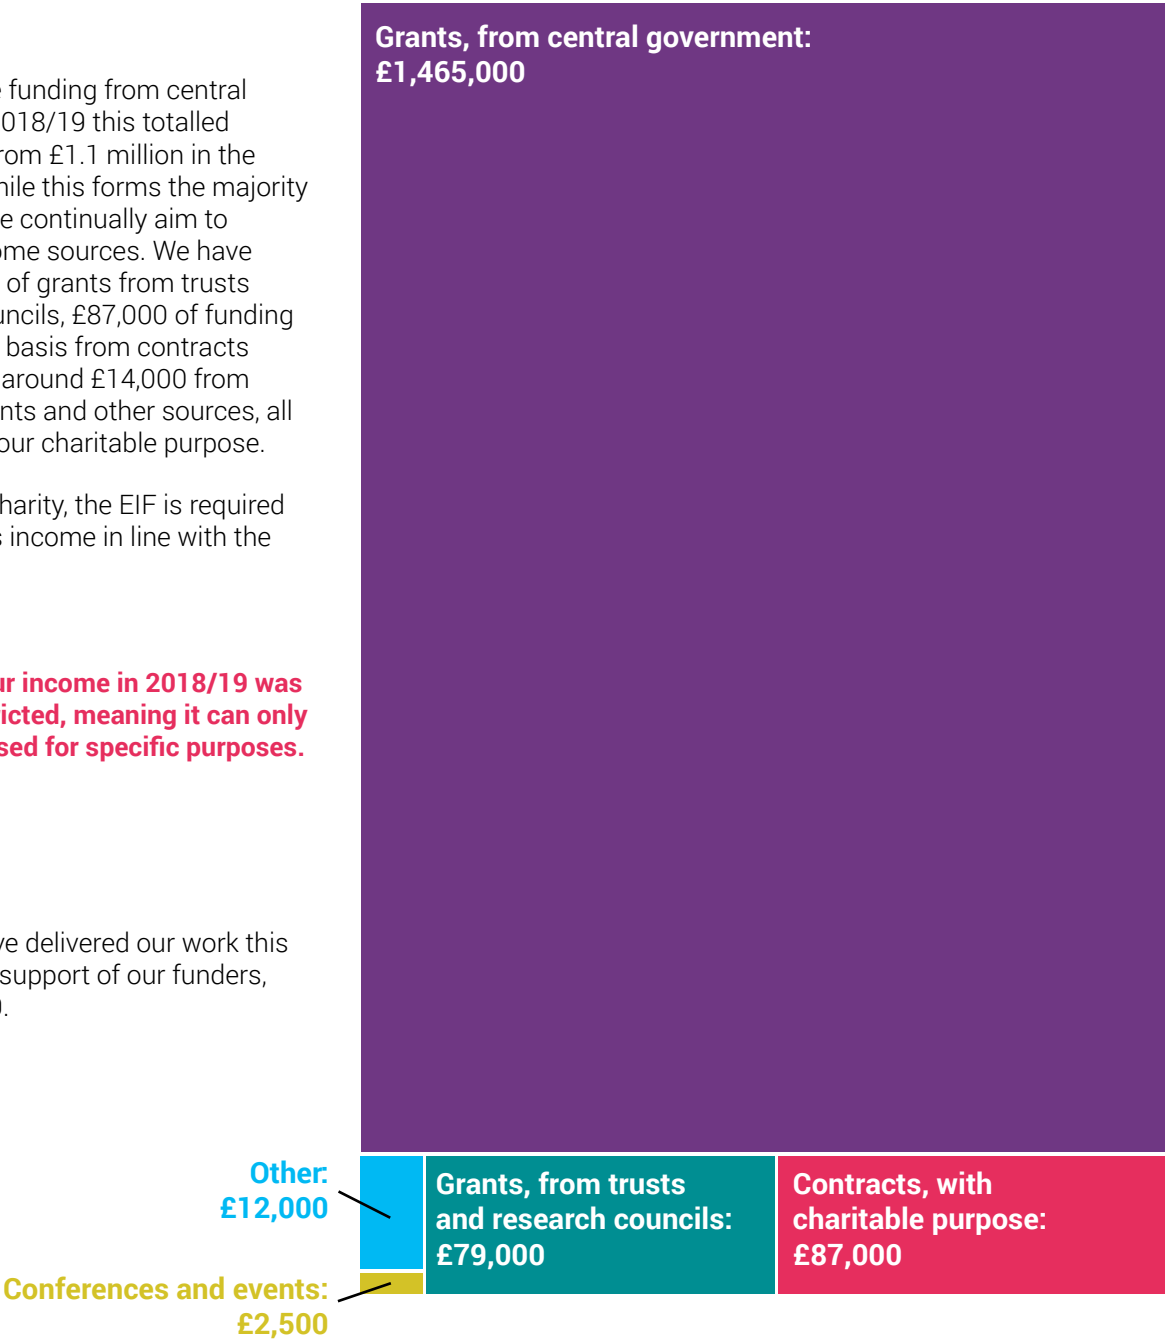 funding from central
018/19 this totalled
rom £1.1 million in the
hile this forms the majority
e continually aim to
ome sources. We have
of grants from trusts
uncils, £87,000 of funding
basis from contracts
around £14,000 from
nts and other sources, all
our charitable purpose.
harity, the EIF is required
s income in line with the
ur income in 2018/19 was
icted, meaning it can only
sed for specific purposes.
ve delivered our work this
support of our funders,
Grants, from central government:
£1,465,000
Other:
£12,000
Conferences and events:
£2,500
Grants, from trusts
and research councils:
£79,000
Contracts, with
charitable purpose:
£87,000